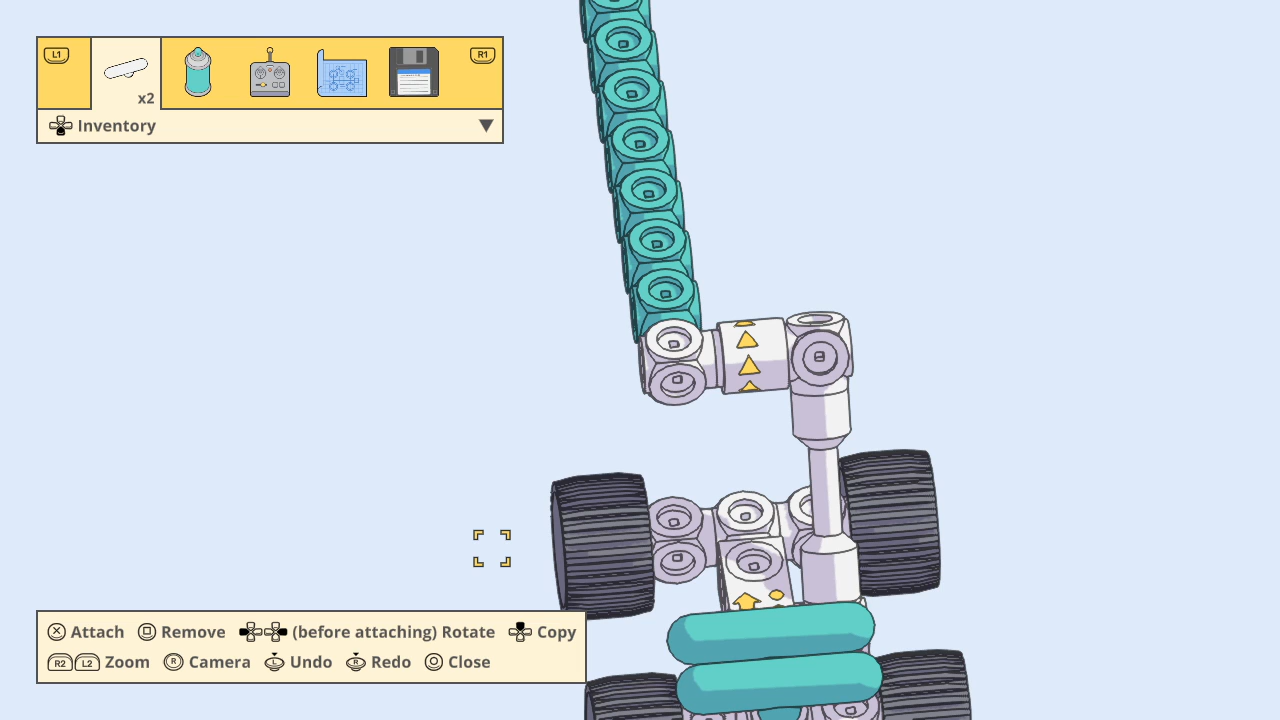 L1
R1
x2
Inventory
Attach Remove (before attaching) Rotate Copy
R2 L2 Zoom R Camera L Undo R Redo Close